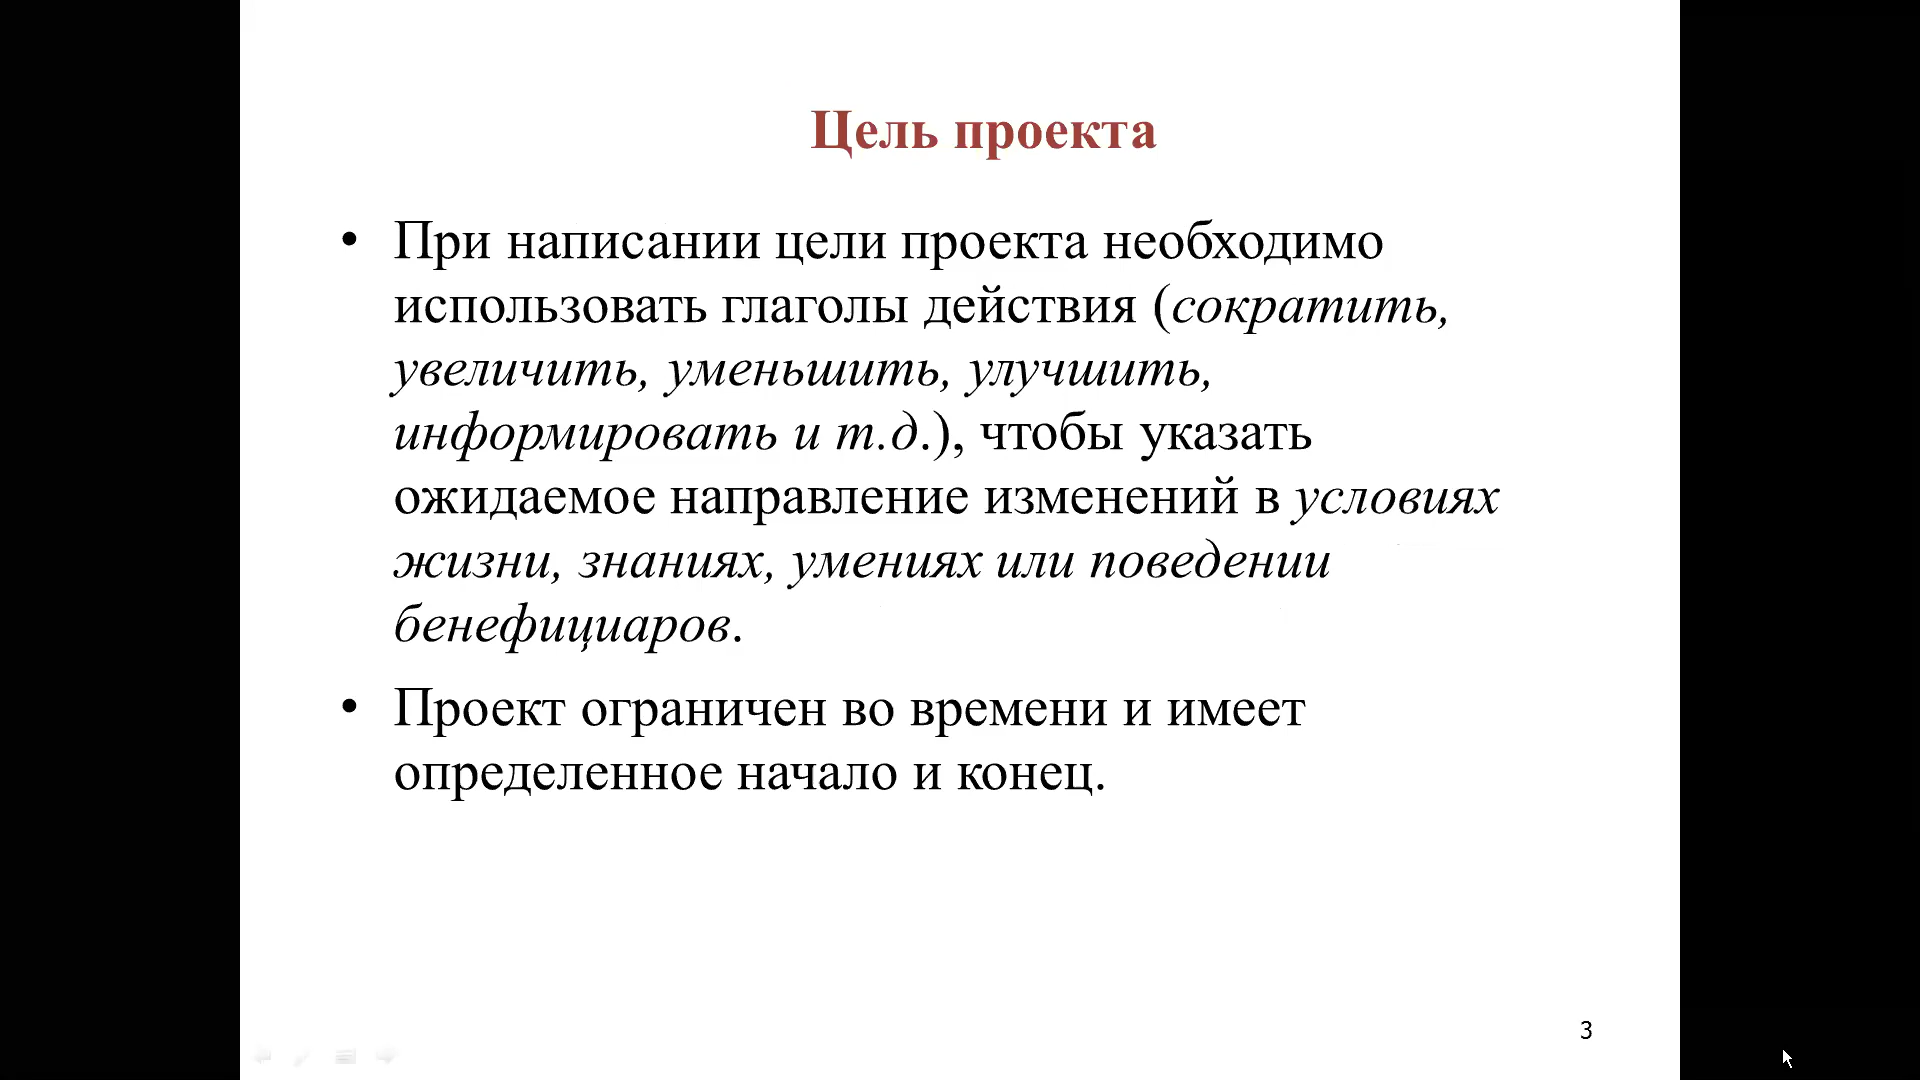 Цель проекта
• При написании цели проекта необходимо
использовать глаголы действия (сократить,
увеличить, уменьшить, улучшить,
информировать и т.д.), чтобы указать
ожидаемое направление изменений в условиях
жизни, знаниях, умениях или поведении
бенефициаров.
• Проект ограничен во времени и имеет
определенное начало и конец.
3